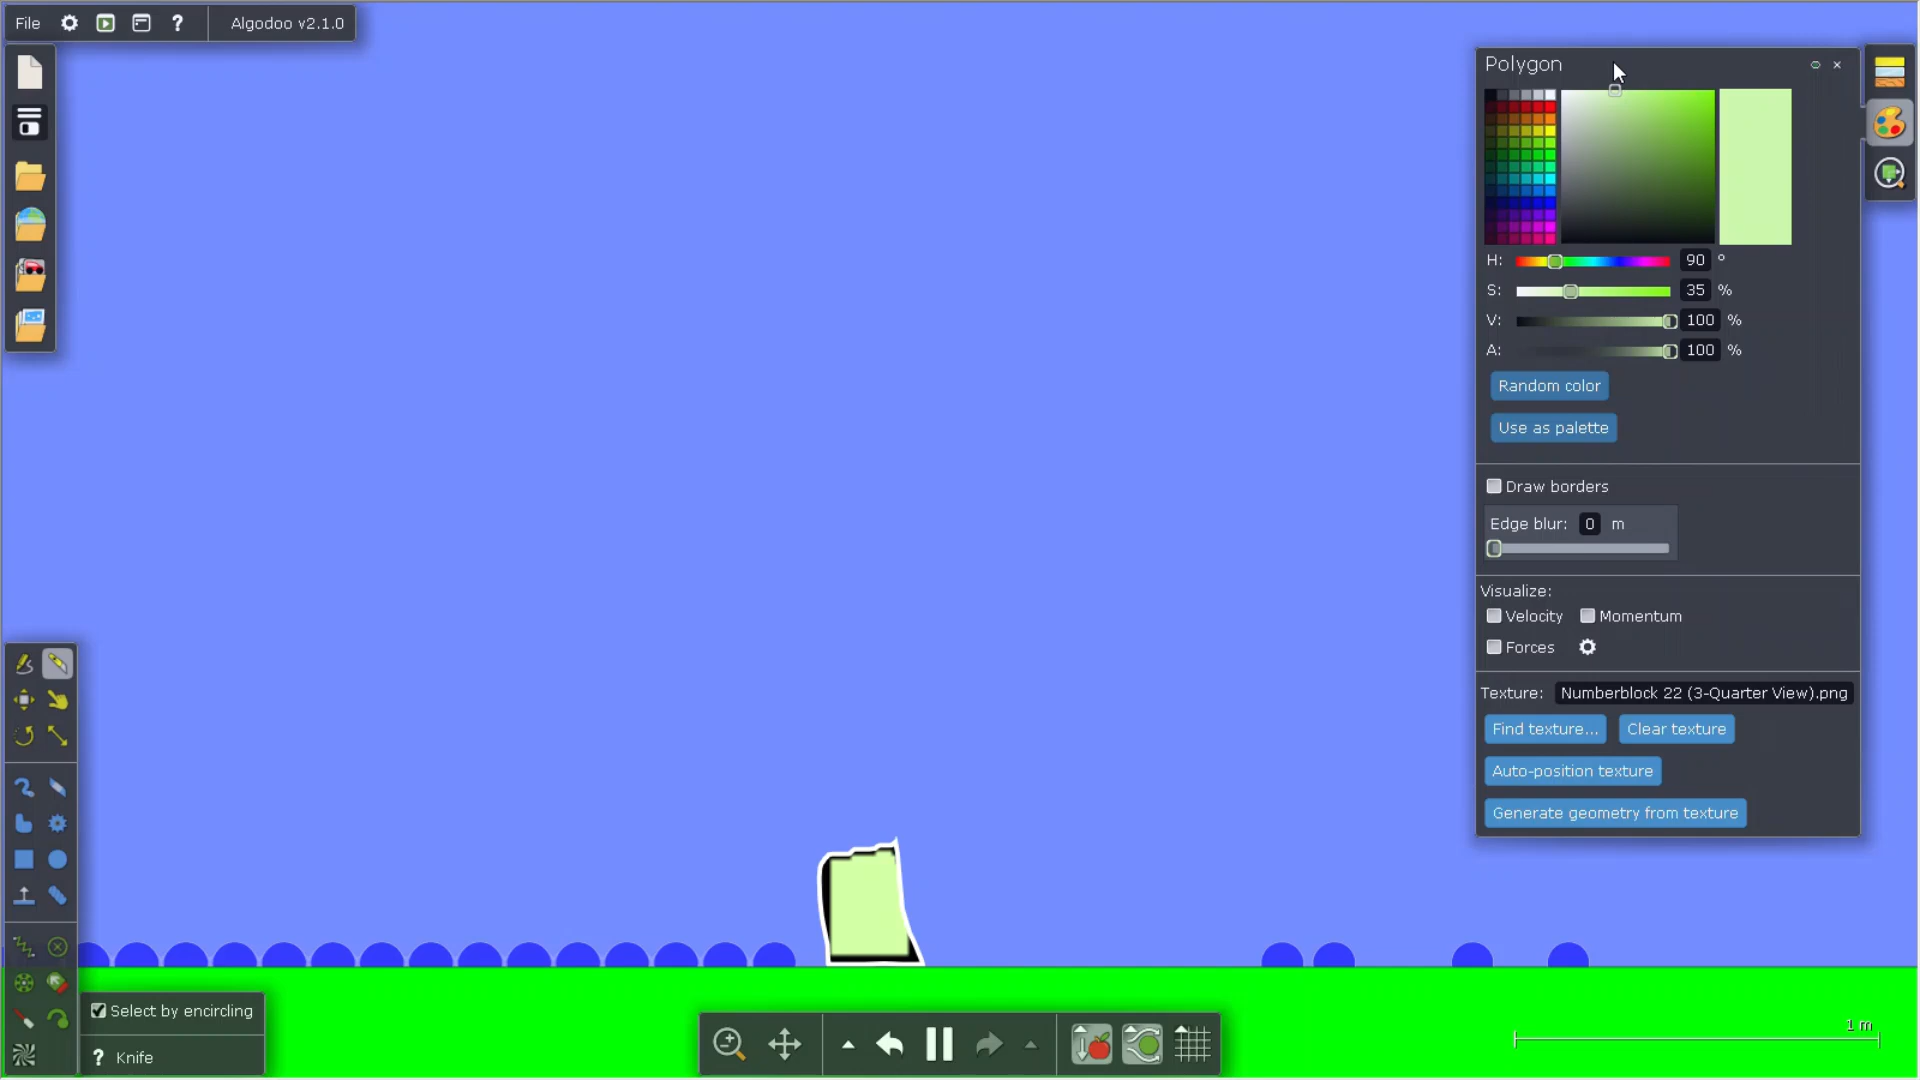 File
? Algodoo v2.1.0
Polygon
H: 90 °
S: 35 %
V: 100 %
A: 100 %
Random color
Use as palette
Draw borders
Edge blur: 0 m
Visualize:
Velocity Momentum
Forces
Texture: Numberblock 22 (3-Quarter View).png
Find texture... Clear texture
Auto-position texture
Generate geometry from texture
Select by encircling
? Knife
1 m